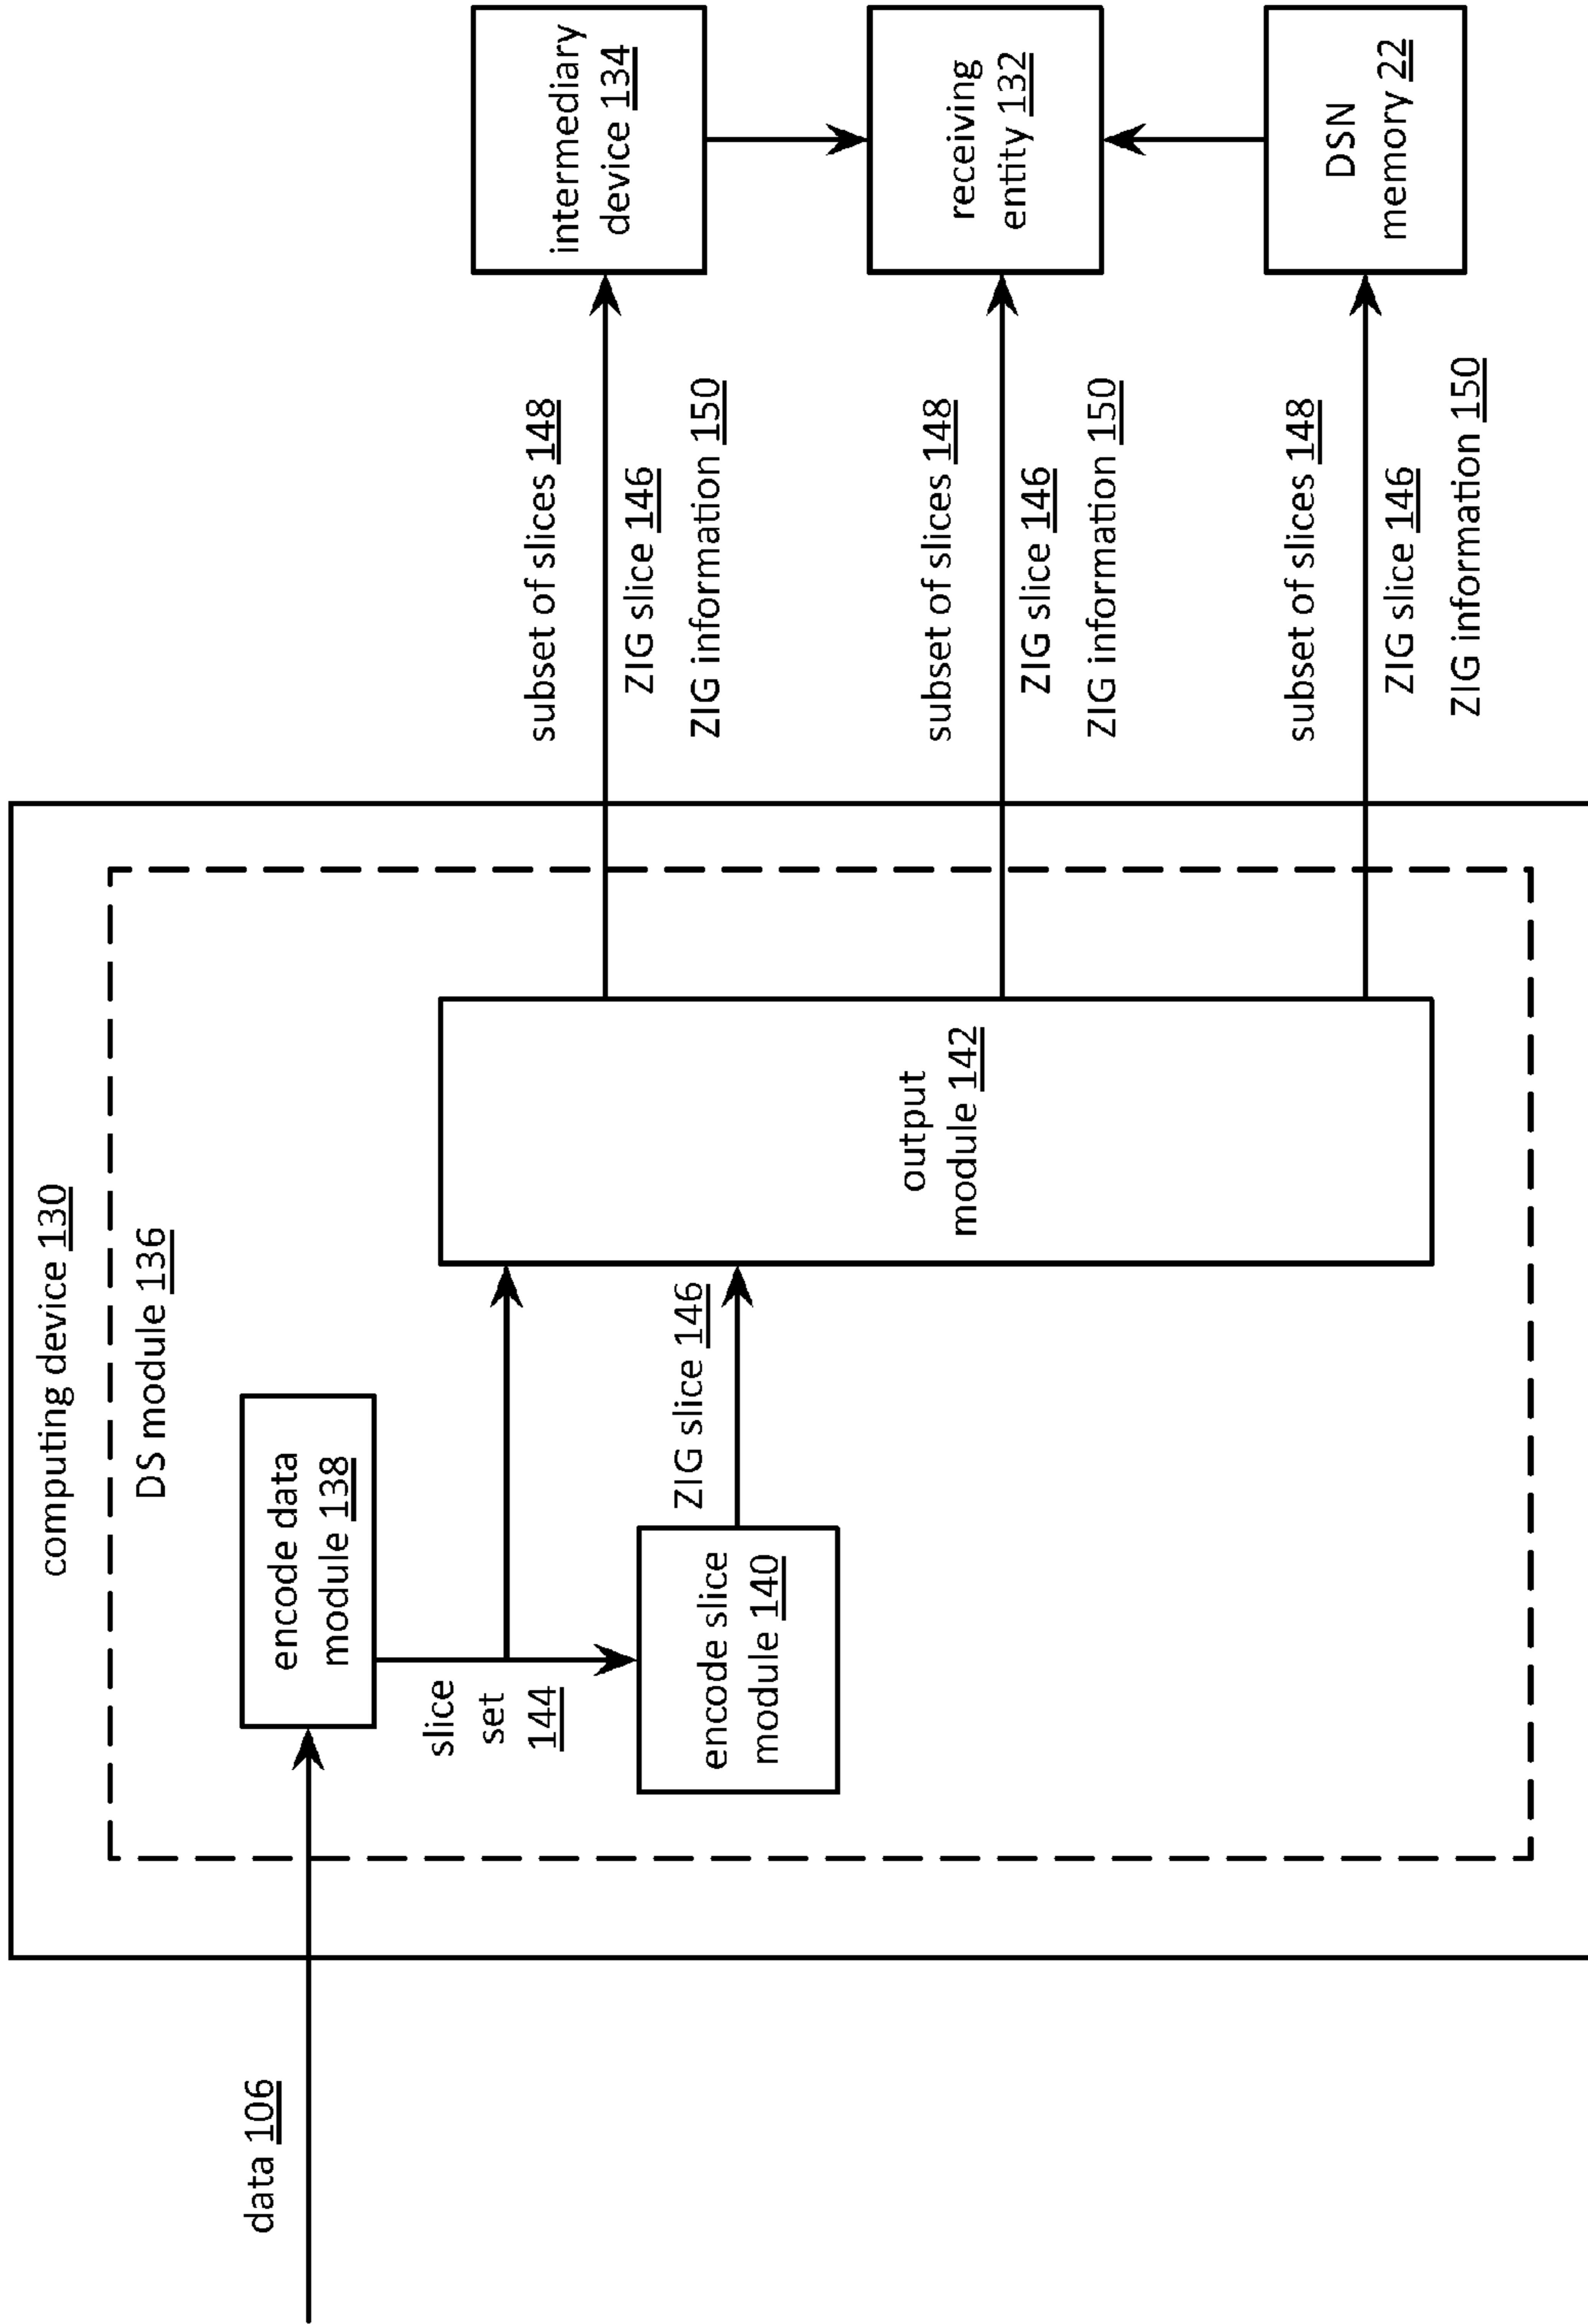 computing device 130
DS module 136
data 106
encode data
module 138
slice
set
144
encode slice
module 140
ZIG slice 146
output
module 142
subset of slices 148
ZIG slice 146
ZIG information 150
intermediary
device 134
subset of slices 148
ZIG slice 146
ZIG information 150
receiving
entity 132
subset of slices 148
ZIG slice 146
ZIG information 150
DSN
memory 22